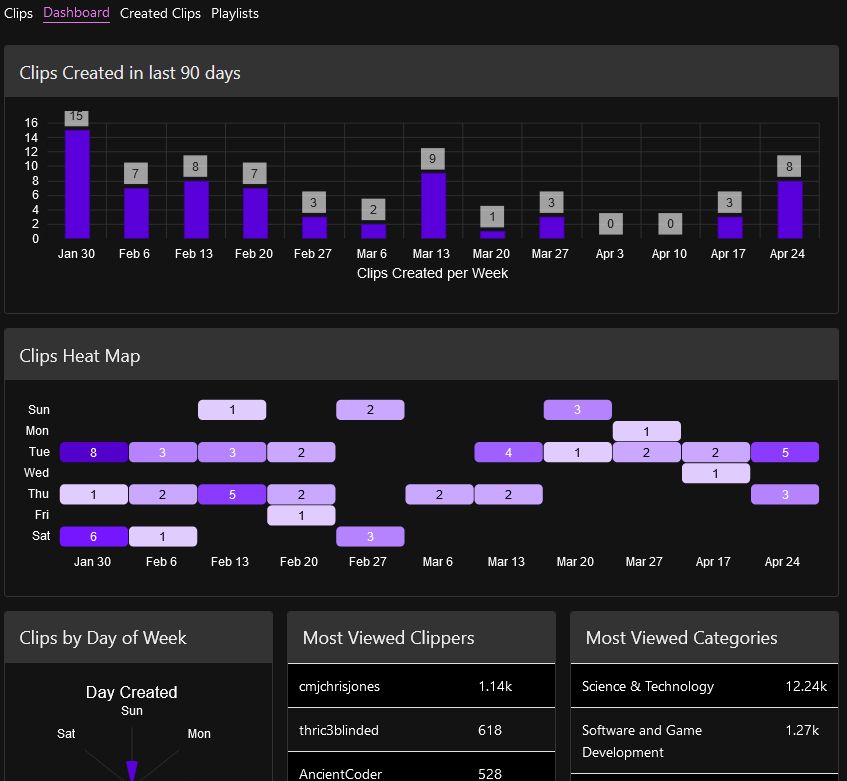 Clips Dashboard Created Clips Playlists
Clips Created in last 90 days
16
14
12
10
8
6
4
2
0
15 7 8 7 3 2 9 1 3 0 0 3 8
Jan 30 Feb 6 Feb 13 Feb 20 Feb 27 Mar 6 Mar 13 Mar 20 Mar 27 Apr 3 Apr 10 Apr 17 Apr 24
Clips Created per Week
Clips Heat Map
Sun 1 2 3
Mon 1
Tue 8 3 3 2 4 1 2 2 5
Wed 1
Thu 1 2 5 2 2 2 3
Fri 1
Sat 6 1 3
Jan 30 Feb 6 Feb 13 Feb 20 Feb 27 Mar 6 Mar 13 Mar 20 Mar 27 Apr 17 Apr 24
Clips by Day of Week
Day Created
Sun
Sat Mon
Most Viewed Clippers
cmjchrisjones 1.14k
thric3blinded 618
AncientCoder 528
Most Viewed Categories
Science & Technology 12.24k
Software and Game 1.27k
Development